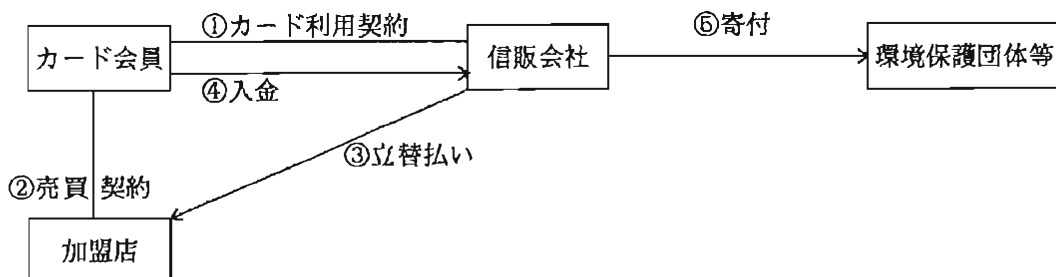 ①カード利用契約
⑤寄付
カード会員
信販会社
環境保護団体等
④入金
③立替払い
②売買契約
加盟店